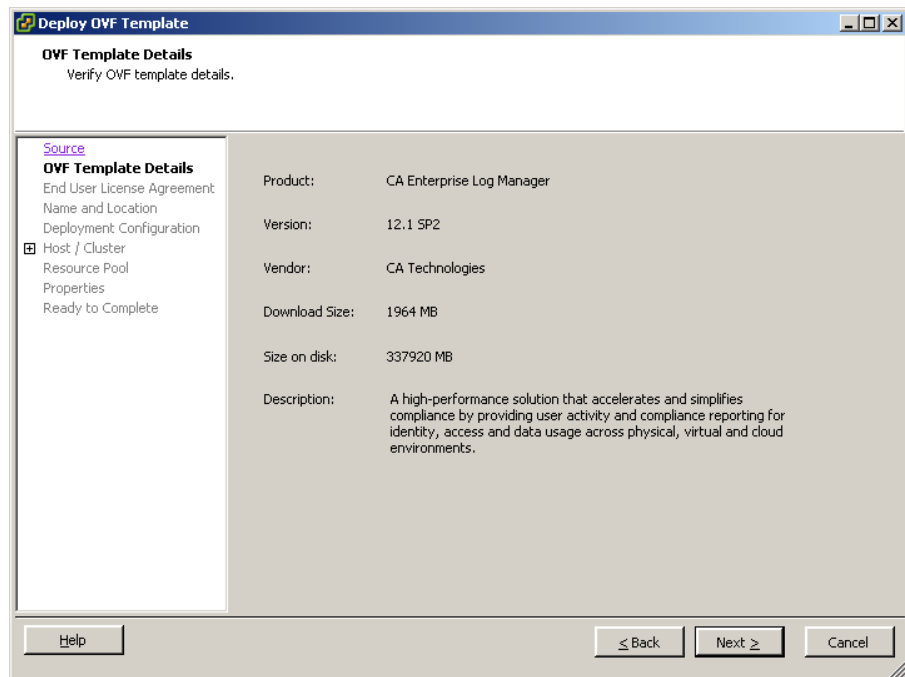 Deploy OVF Template
OVF Template Details
Verify OVF template details.
Source
OVF Template Details
End User License Agreement
Name and Location
Deployment Configuration
Host / Cluster
Resource Pool
Properties
Ready to Complete
Product: CA Enterprise Log Manager
Version: 12.1 SP2
Vendor: CA Technologies
Download Size: 1964 MB
Size on disk: 337920 MB
Description: A high-performance solution that accelerates and simplifies
compliance by providing user activity and compliance reporting for
identity, access and data usage across physical, virtual and cloud
environments.
Help
≤ Back
Next ≥
Cancel